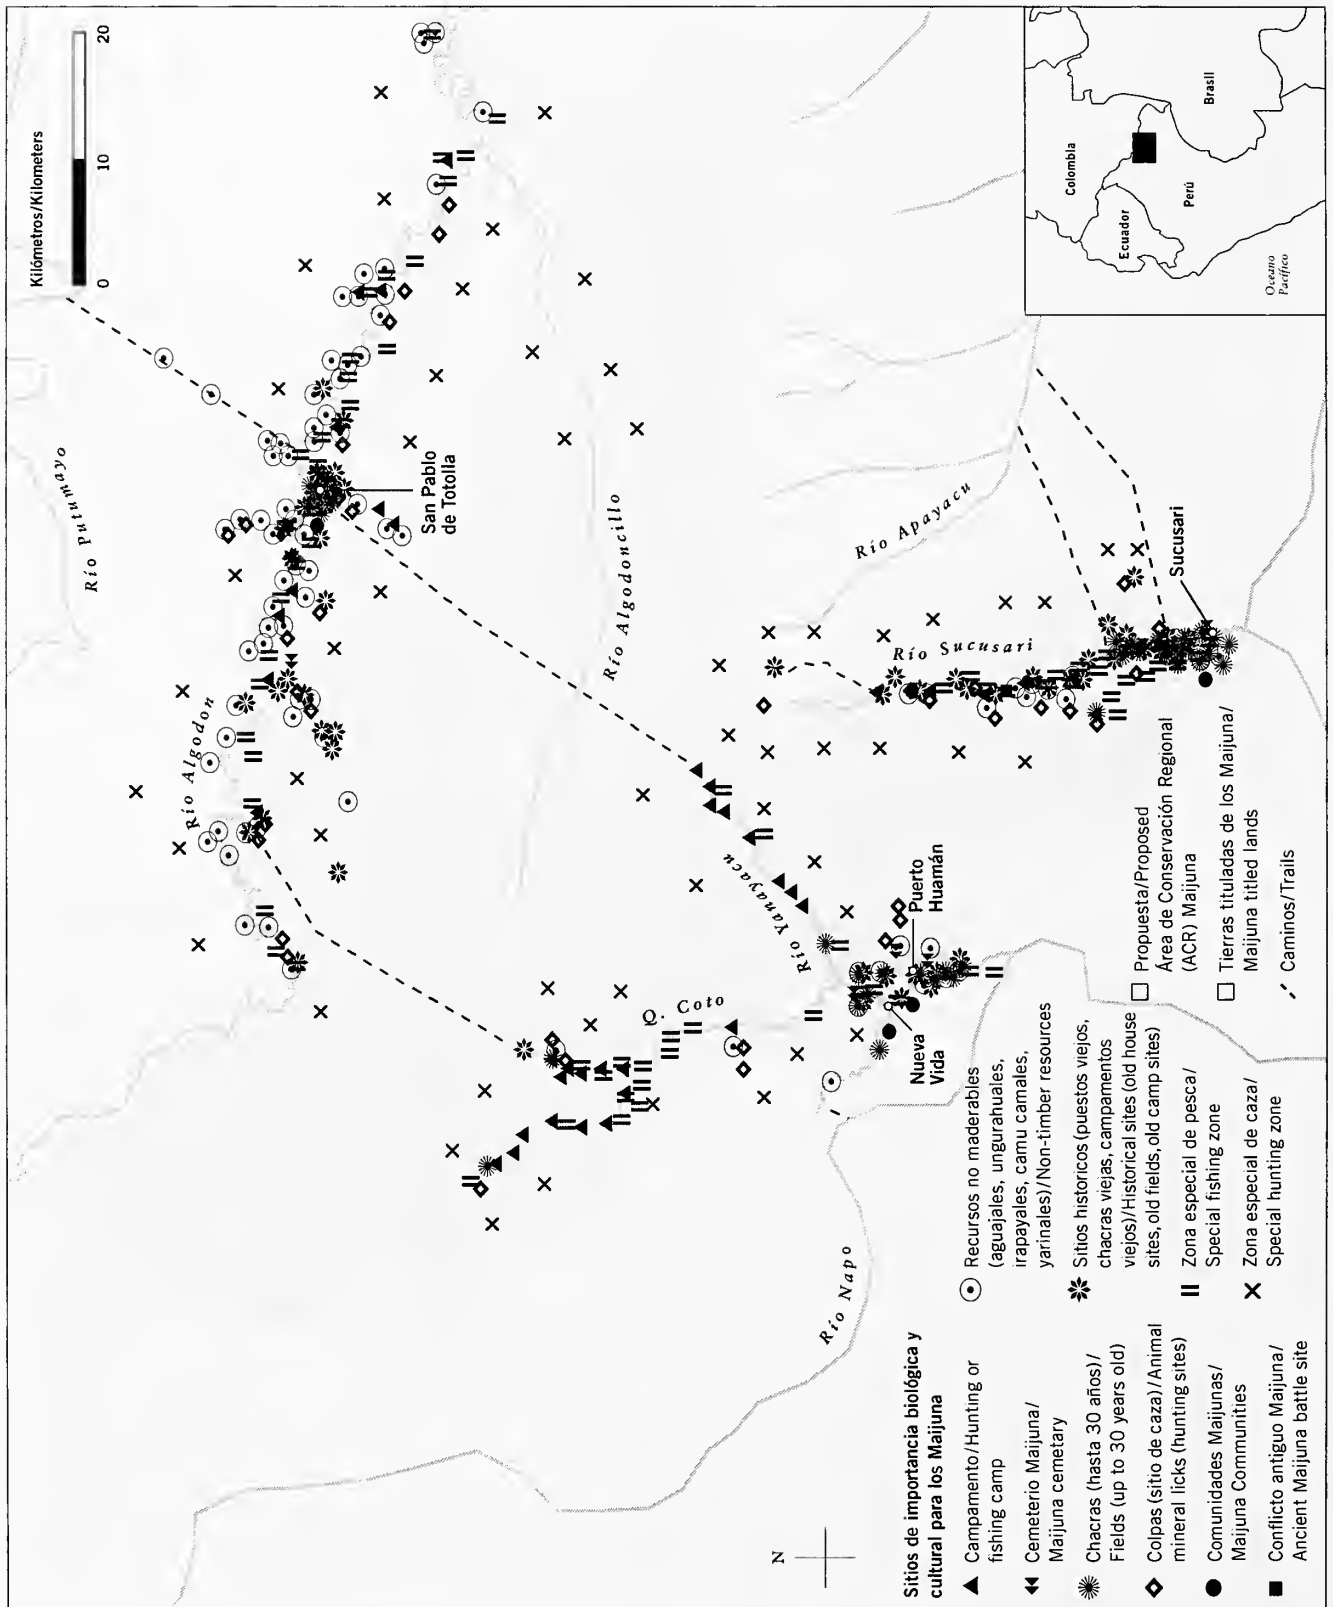 Kilómetros/Kilometers
0
10
20
Río Putumayo
Río Algodon
San Pablo
de Totolla
Río Algodoncillo
Río Apayacu
Río Sucusari
Sucusari
Río Yanayacu
Puerto
Huamán
Q. Coto
Nueva
Vida
Río Napo
N
Colombia
Ecuador
Perú
Brasil
Oceano
Pacífico
Sitios de importancia biológica y
cultural para los Maijuna
Campamento/Hunting or
fishing camp
Cemeterio Maijuna/
Maijuna cemetary
Chacras (hasta 30 años)/
Fields (up to 30 years old)
Colpas (sitio de caza)/Animal
mineral licks (hunting sites)
Comunidades Maijunas/
Maijuna Communities
Conflicto antiguo Maijuna/
Ancient Maijuna battle site
Recursos no maderables
(aguajales, ungurahuales,
irapayales, camu camales,
yarinales)/Non-timber resources
Sitios historicos (puestos viejos,
chacras viejas, campamentos
viejos)/Historical sites (old house
sites, old fields, old camp sites)
Zona especial de pesca/
Special fishing zone
Zona especial de caza/
Special hunting zone
Propuesta/Proposed
Área de Conservación Regional
(ACR) Maijuna
Tierras tituladas de los Maijuna/
Maijuna titled lands
Caminos/Trails